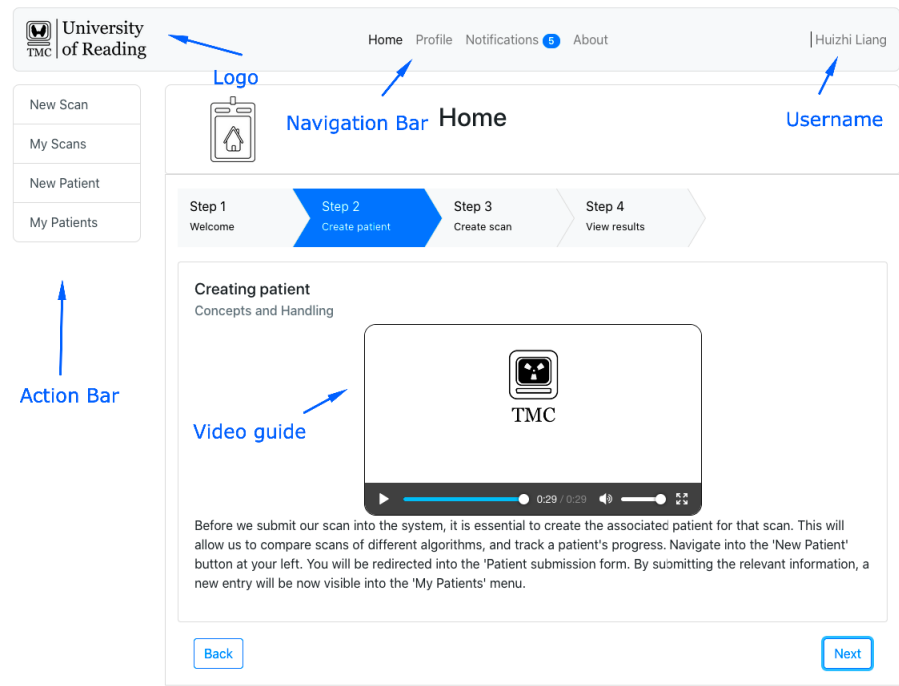 University
TMC of Reading
Home Profile Notifications 5 About
Huizhi Liang
Logo
Navigation Bar
Username
New Scan
My Scans
New Patient
My Patients
Action Bar
Home
Step 1
Welcome
Step 2
Create patient
Step 3
Create scan
Step 4
View results
Creating patient
Concepts and Handling
TMC
Video guide
0:29 / 0:29
Before we submit our scan into the system, it is essential to create the associated patient for that scan. This will
allow us to compare scans of different algorithms, and track a patient's progress. Navigate into the 'New Patient'
button at your left. You will be redirected into the 'Patient submission form. By submitting the relevant information, a
new entry will be now visible into the 'My Patients' menu.
Back
Next